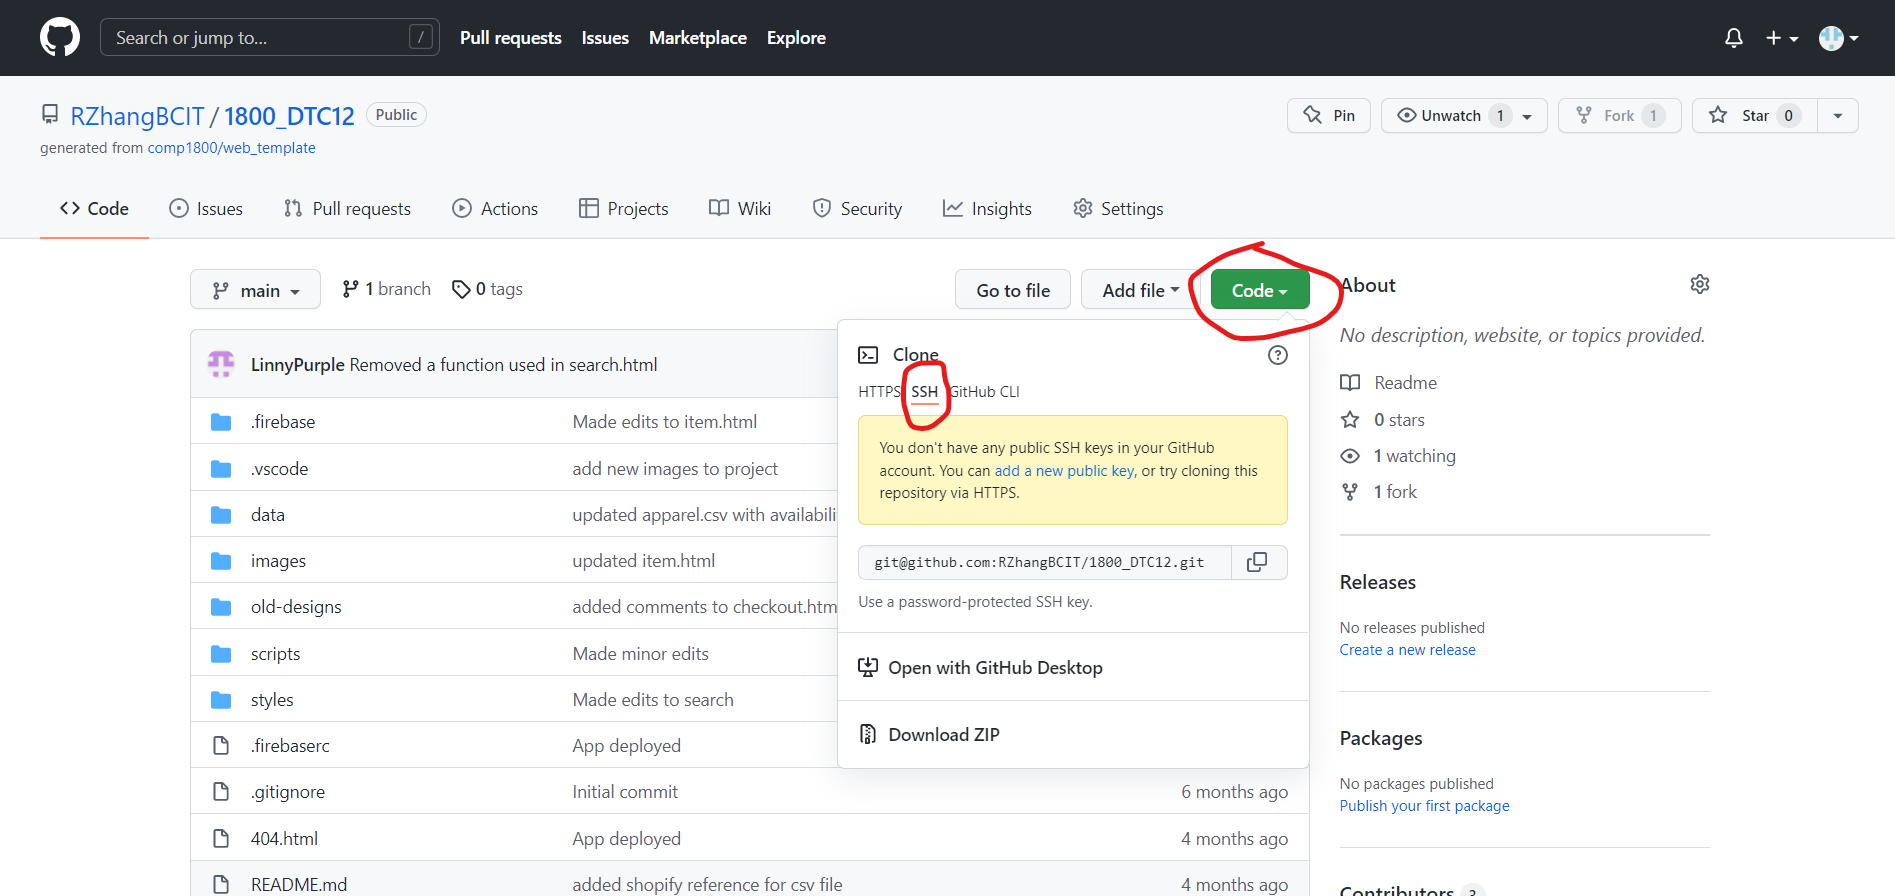 Search or jump to... /
Pull requests Issues Marketplace Explore
RZhangBCIT / 1800_DTC12 Public
Pin Unwatch 1 Fork 1 Star 0
generated from comp1800/web_template
Code Issues Pull requests Actions Projects Wiki Security Insights Settings
main 1 branch 0 tags Go to file Add file Code
LinnyPurple Removed a function used in search.html
.firebase Made edits to item.html
.vscode add new images to project
data updated apparel.csv with availabili
images updated item.html
old-designs added comments to checkout.htm
scripts Made minor edits
styles Made edits to search
.firebaserc App deployed
.gitignore Initial commit 6 months ago
404.html App deployed 4 months ago
README.md added shopify reference for csv file 4 months ago
Clone
HTTPS SSH GitHub CLI
You don't have any public SSH keys in your GitHub
account. You can add a new public key, or try cloning this
repository via HTTPS.
git@github.com:RZhangBCIT/1800_DTC12.git
Use a password-protected SSH key.
Open with GitHub Desktop
Download ZIP
About
No description, website, or topics provided.
Readme
0 stars
1 watching
1 fork
Releases
No releases published
Create a new release
Packages
No packages published
Publish your first package
Contributors 3